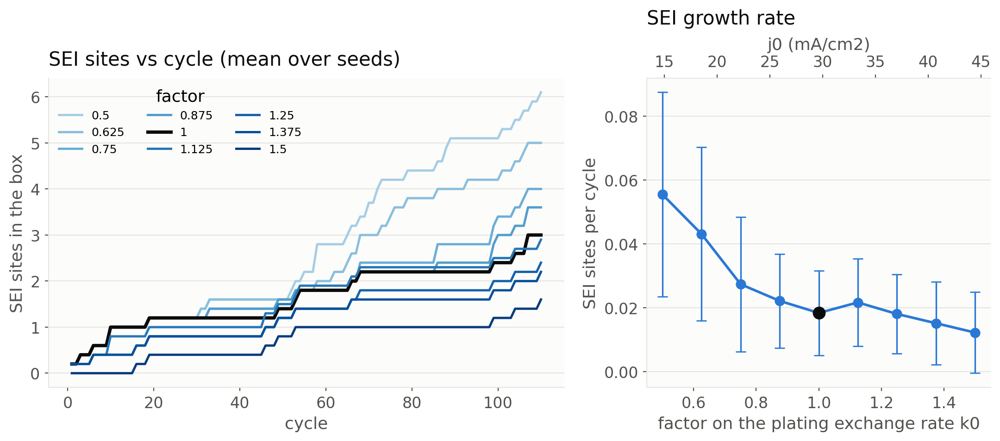 SEI sites vs cycle (mean over seeds)
factor
0.5
0.625
0.75
0.875
1
1.125
1.25
1.375
1.5
SEI sites in the box
6
5
4
3
2
1
0
0 20 40 60 80 100
cycle
SEI growth rate
j0 (mA/cm2)
15 20 25 30 35 40 45
SEI sites per cycle
0.08
0.06
0.04
0.02
0.00
0.6 0.8 1.0 1.2 1.4
factor on the plating exchange rate k0